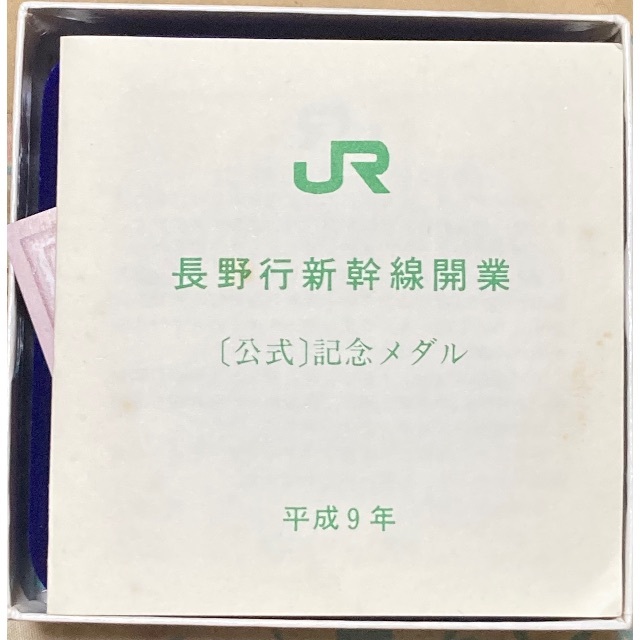 JR
長野行新幹線開業
〔公式〕記念メダル
平成9年